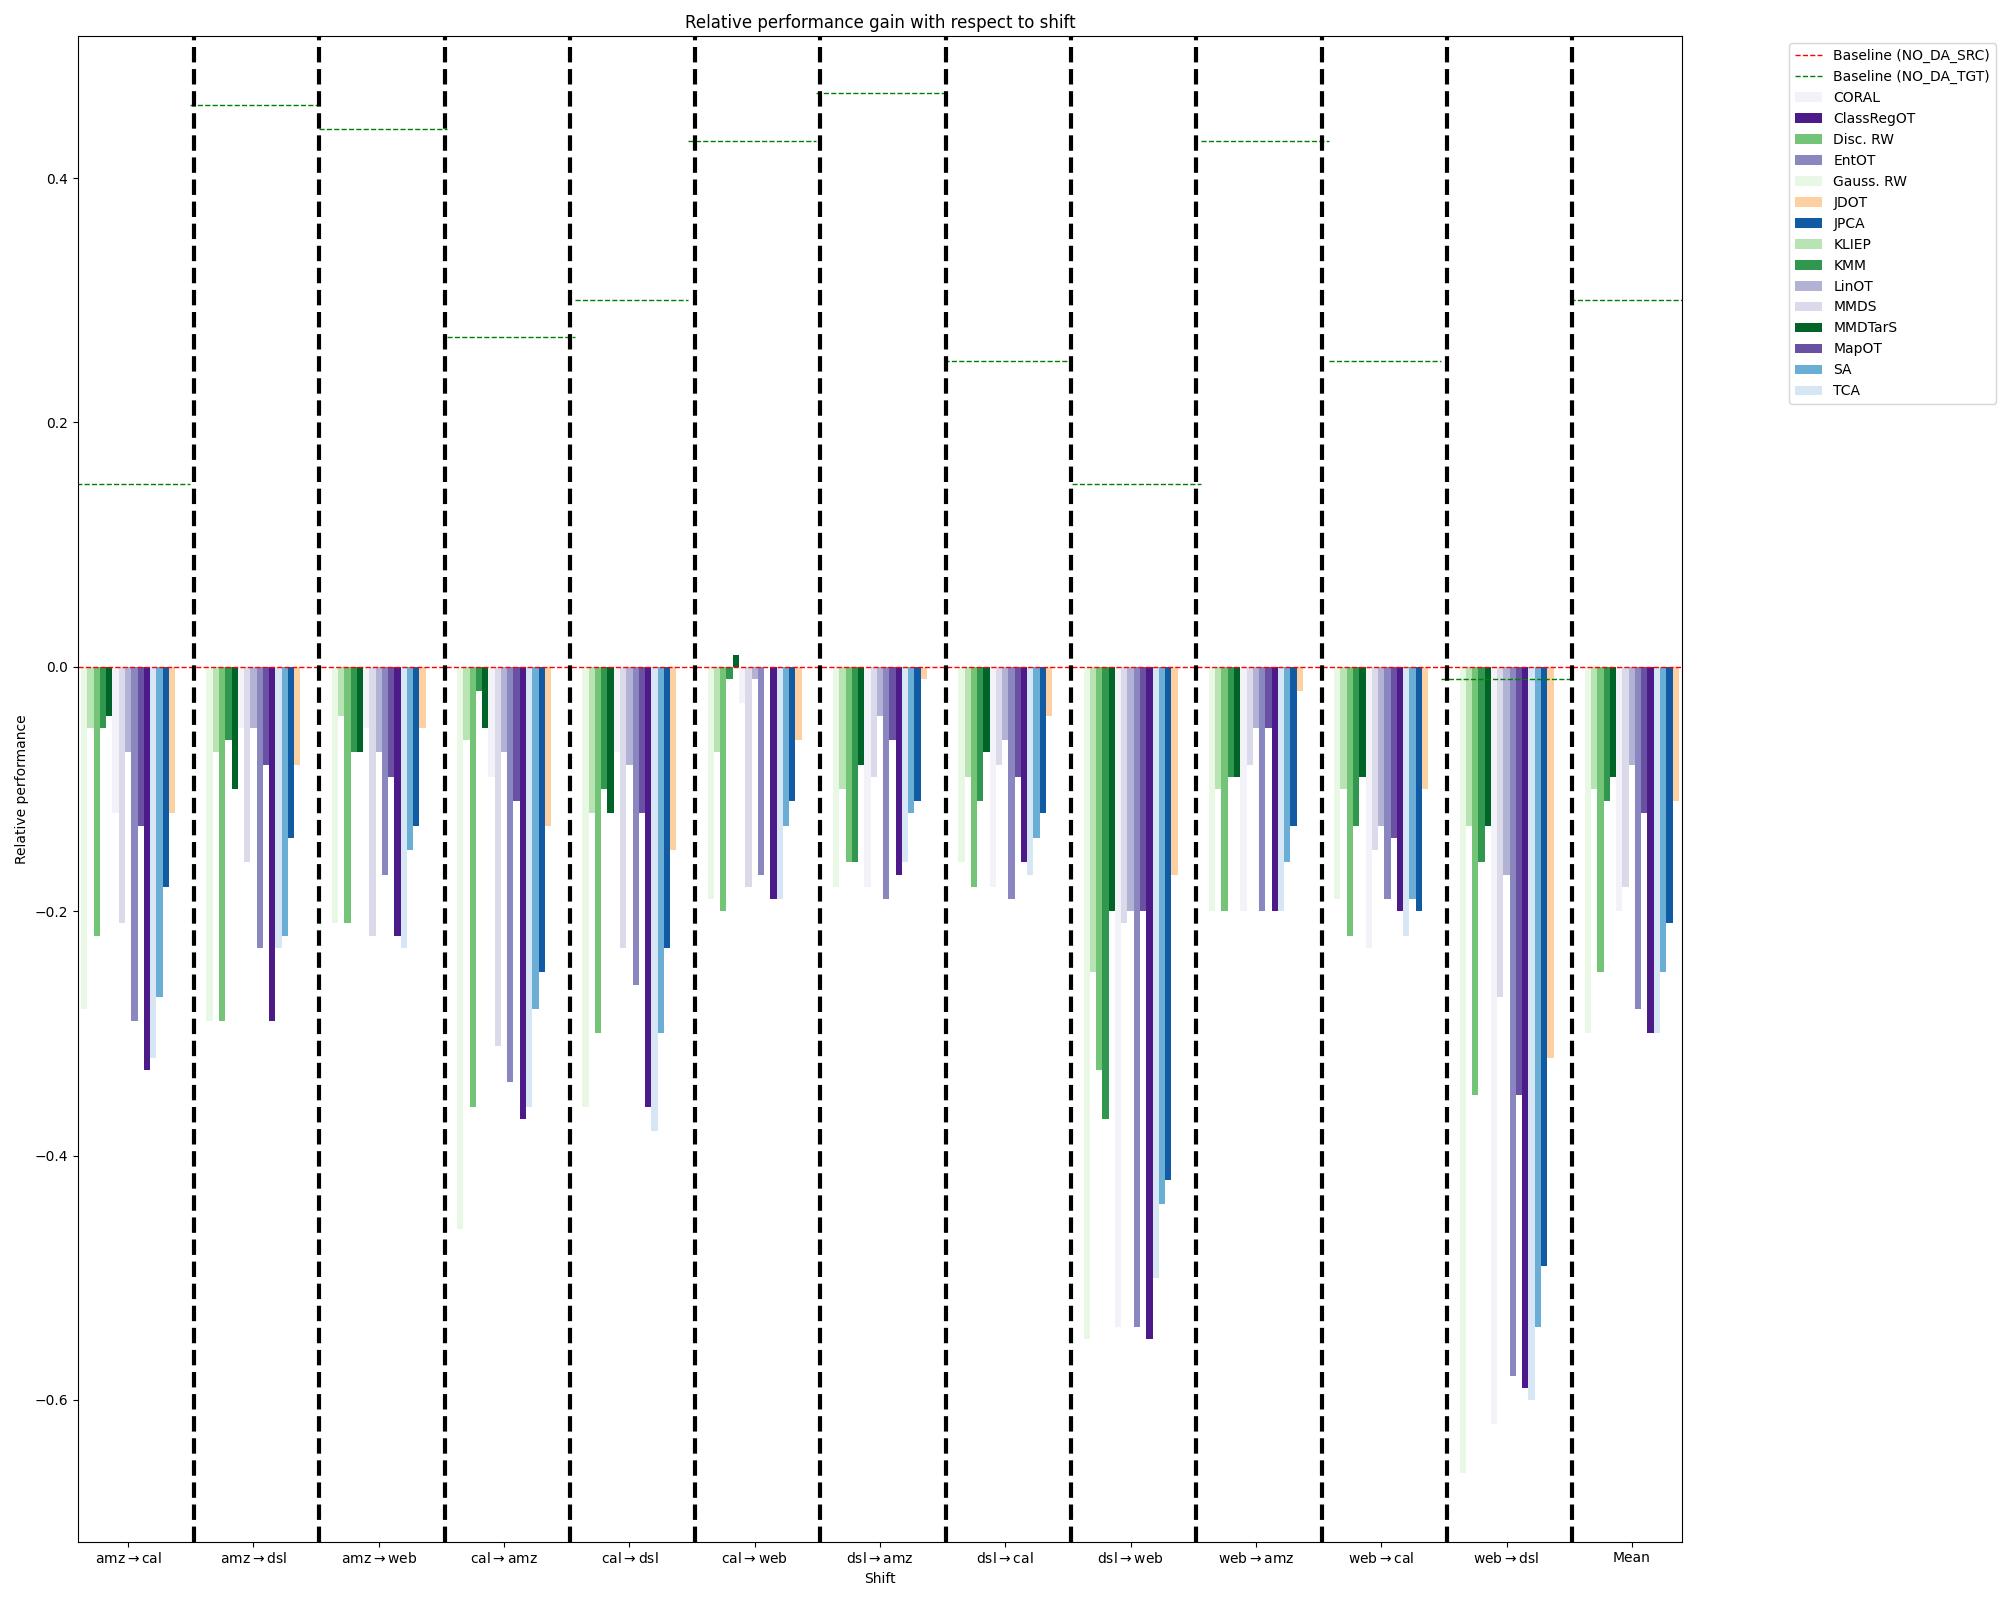 Relative performance gain with respect to shift
Baseline (NO_DA_SRC)
Baseline (NO_DA_TGT)
CORAL
ClassRegOT
Disc. RW
EntOT
Gauss. RW
JDOT
JPCA
KLIEP
KMM
LinOT
MMDS
MMDTarS
MapOT
SA
TCA
0.4
0.2
0.0
−0.2
−0.4
−0.6
Relative performance
amz→cal amz→dsl amz→web cal→amz cal→dsl cal→web dsl→amz dsl→cal dsl→web web→amz web→cal web→dsl Mean
Shift